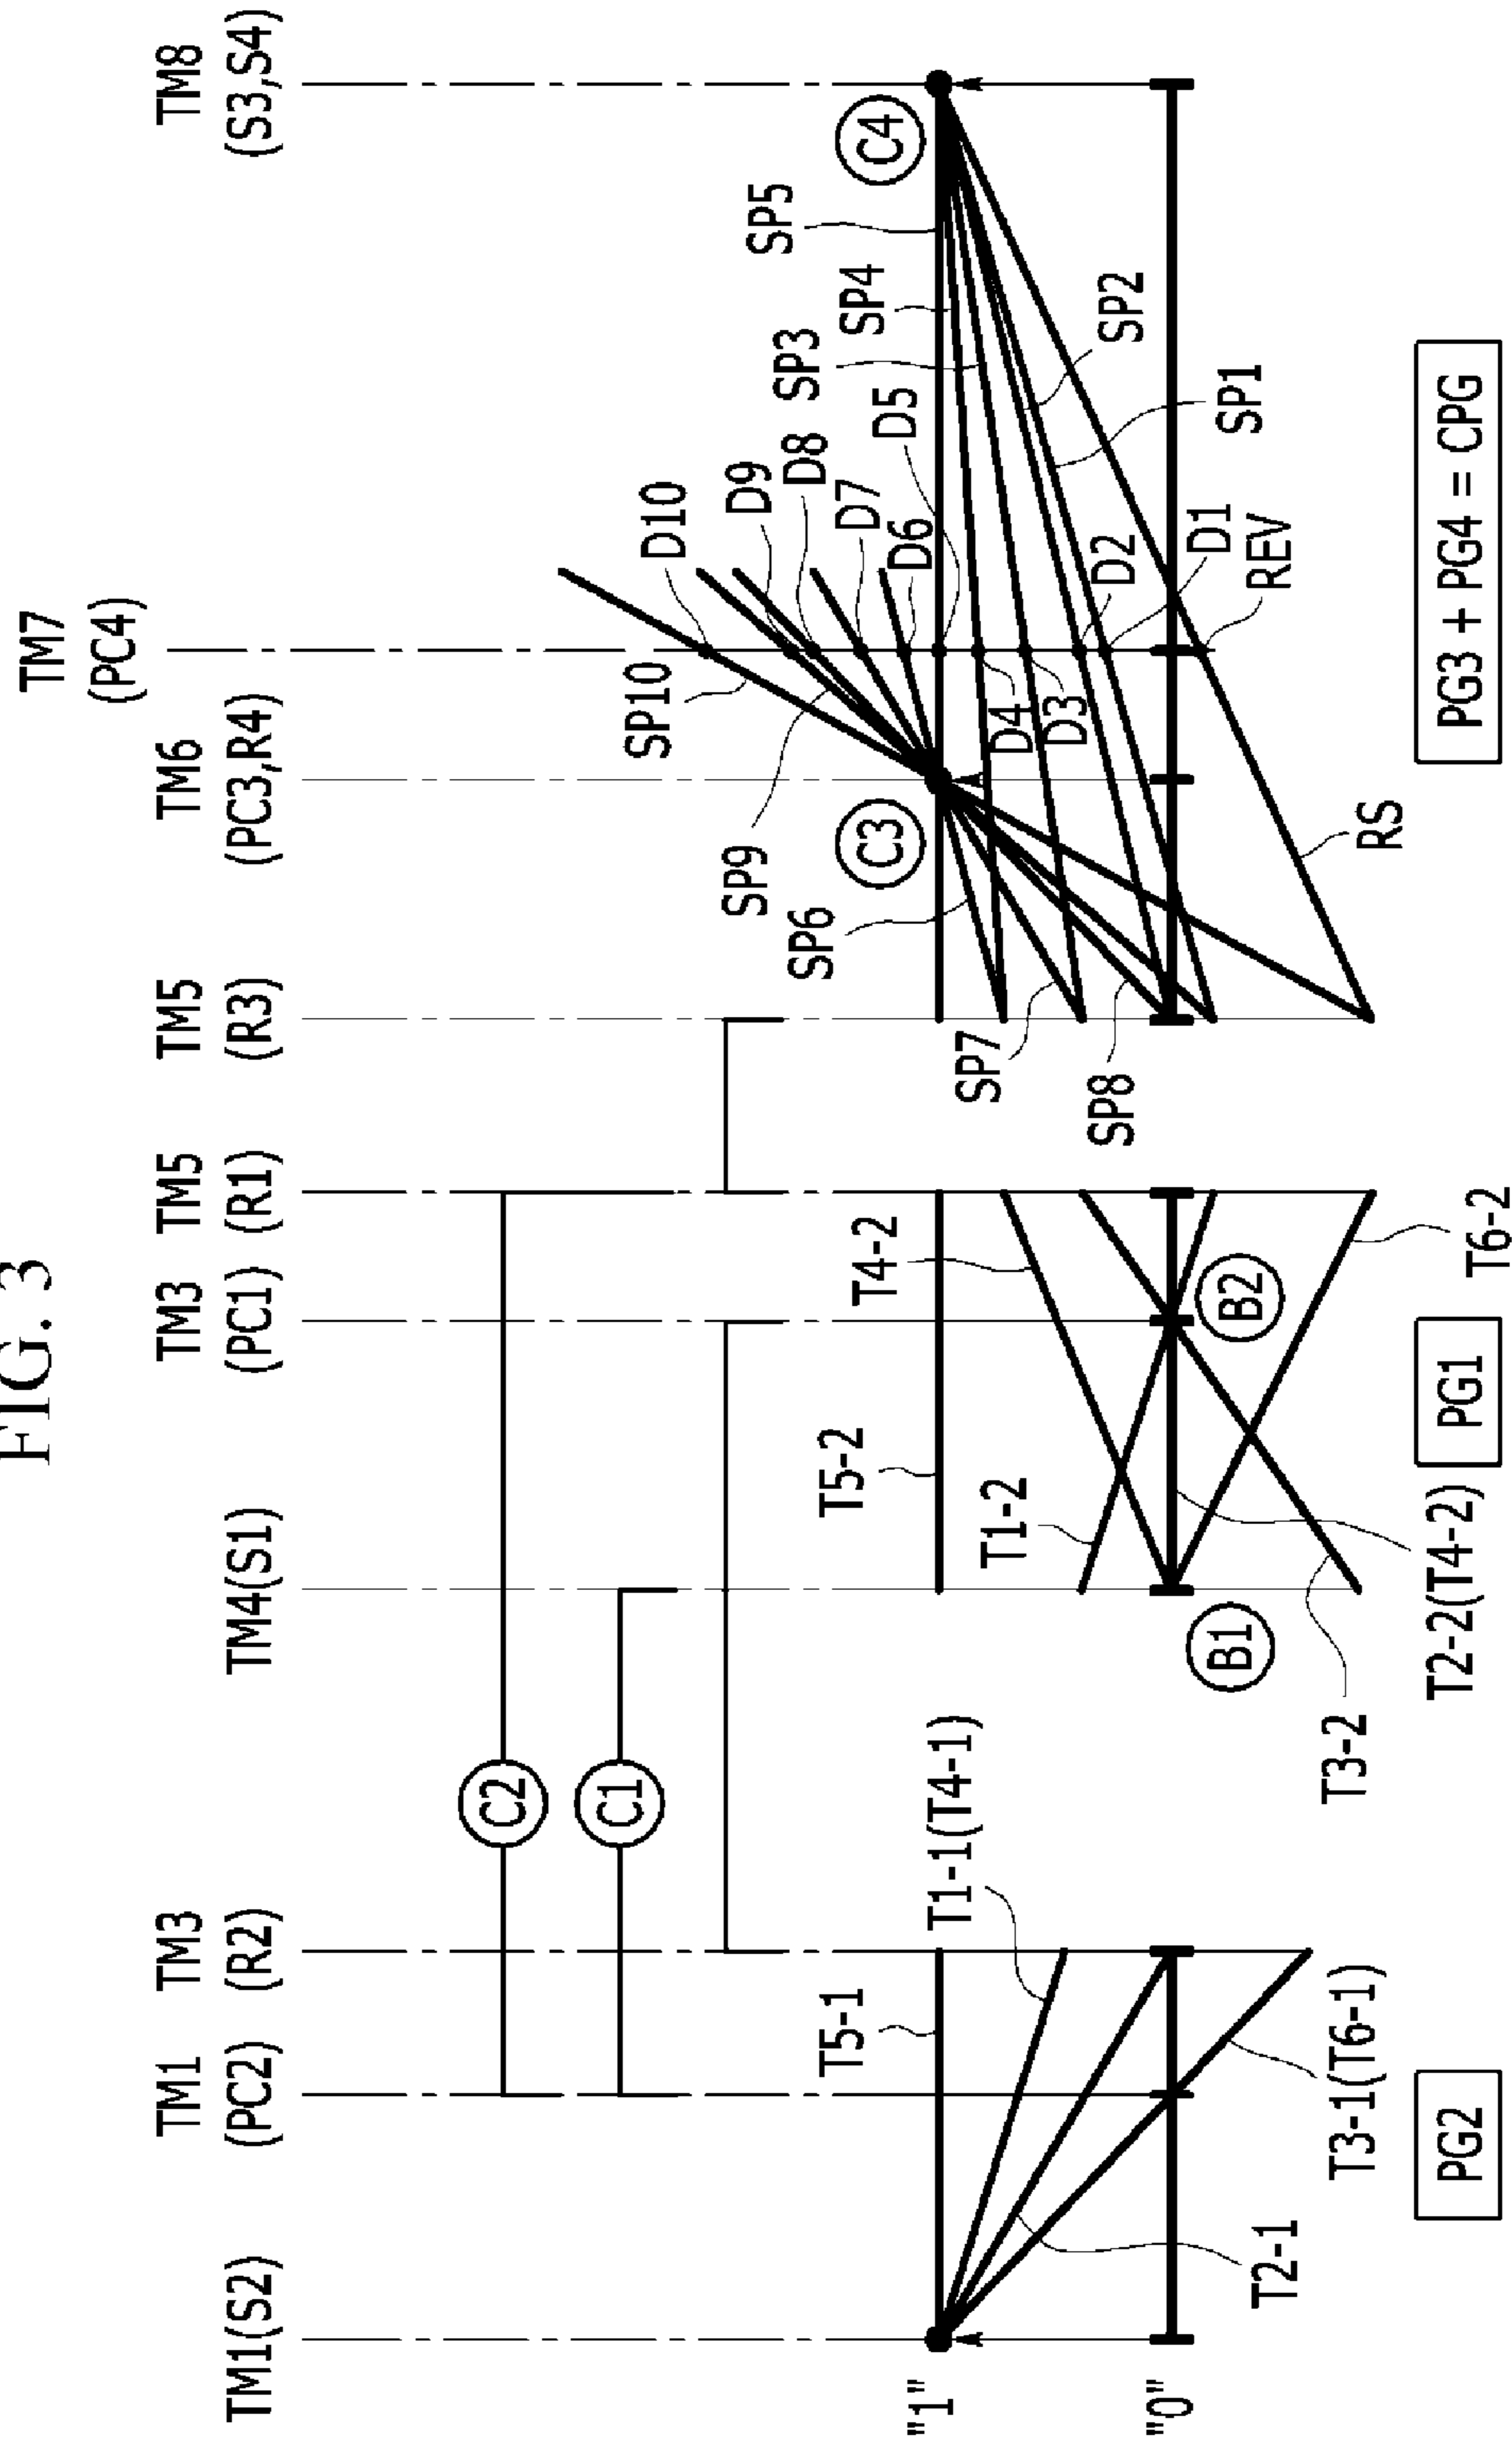 FIG. 3
TM1(S2)
TM1
(PC2)
TM3
(R2)
TM4(S1)
TM3
(PC1)
TM5
(R1)
TM5
(R3)
TM6
(PC3,R4)
TM7
(PC4)
TM8
(S3,S4)
C2
C1
"1"
"0"
T5-1
T1-1(T4-1)
T2-1
T3-1(T6-1)
PG2
T5-2
T4-2
T1-2
B1
B2
T3-2
T2-2(T4-2)
T6-2
PG1
SP10
SP9
SP6
SP7
SP8
C3
D10
D9
D8
D7
D6
D5
D4
D3
D2
D1
REV
RS
SP3
SP4
SP5
SP2
SP1
C4
PG3 + PG4 = CPG